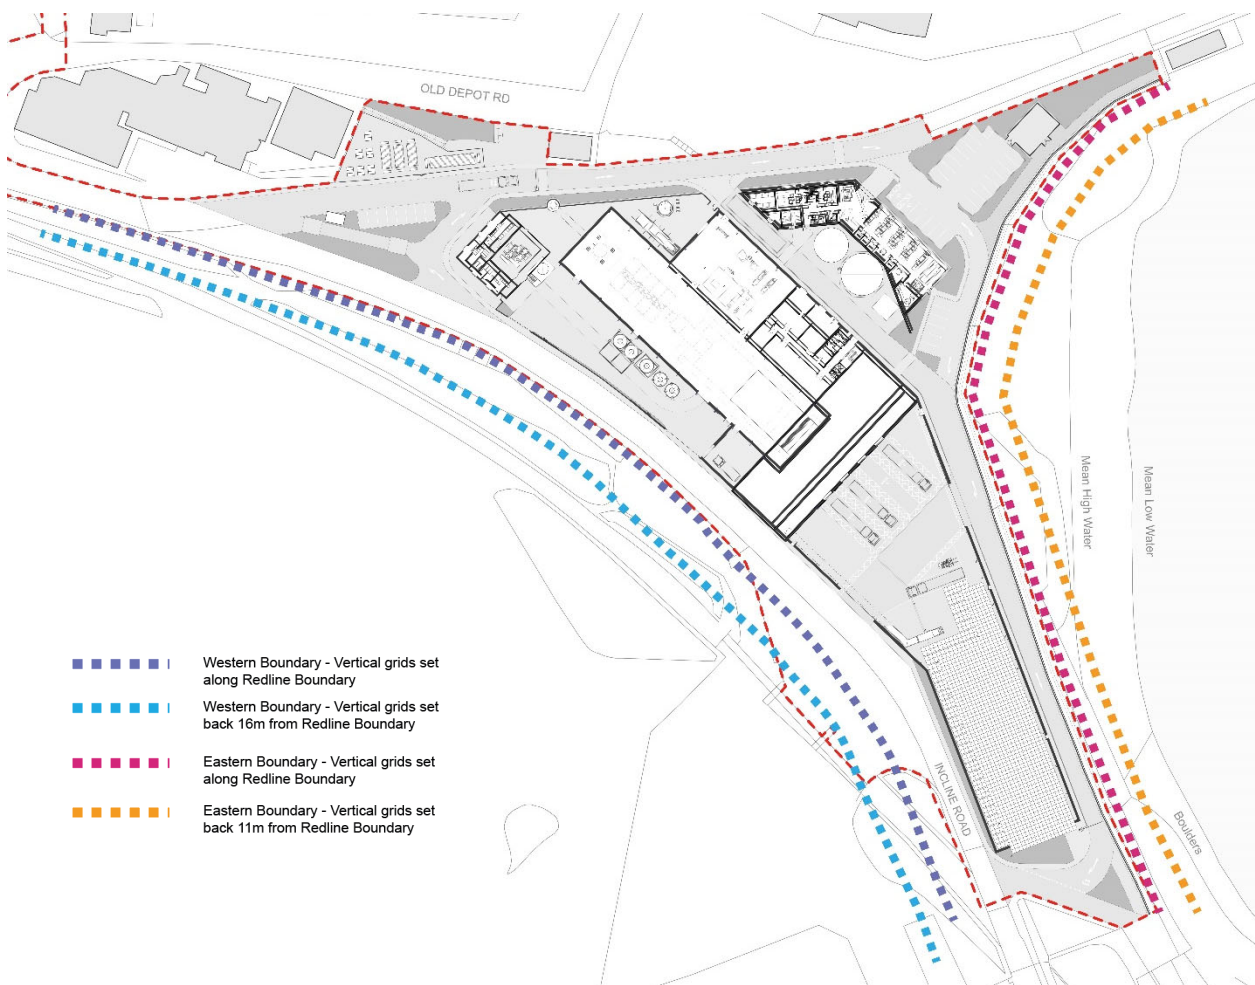 OLD DEPOT RD
Mean High Water
Mean Low Water
Western Boundary - Vertical grids set
along Redline Boundary
Western Boundary - Vertical grids set
back 16m from Redline Boundary
Eastern Boundary - Vertical grids set
along Redline Boundary
Eastern Boundary - Vertical grids set
back 11m from Redline Boundary
INCLINE ROAD
Boulders